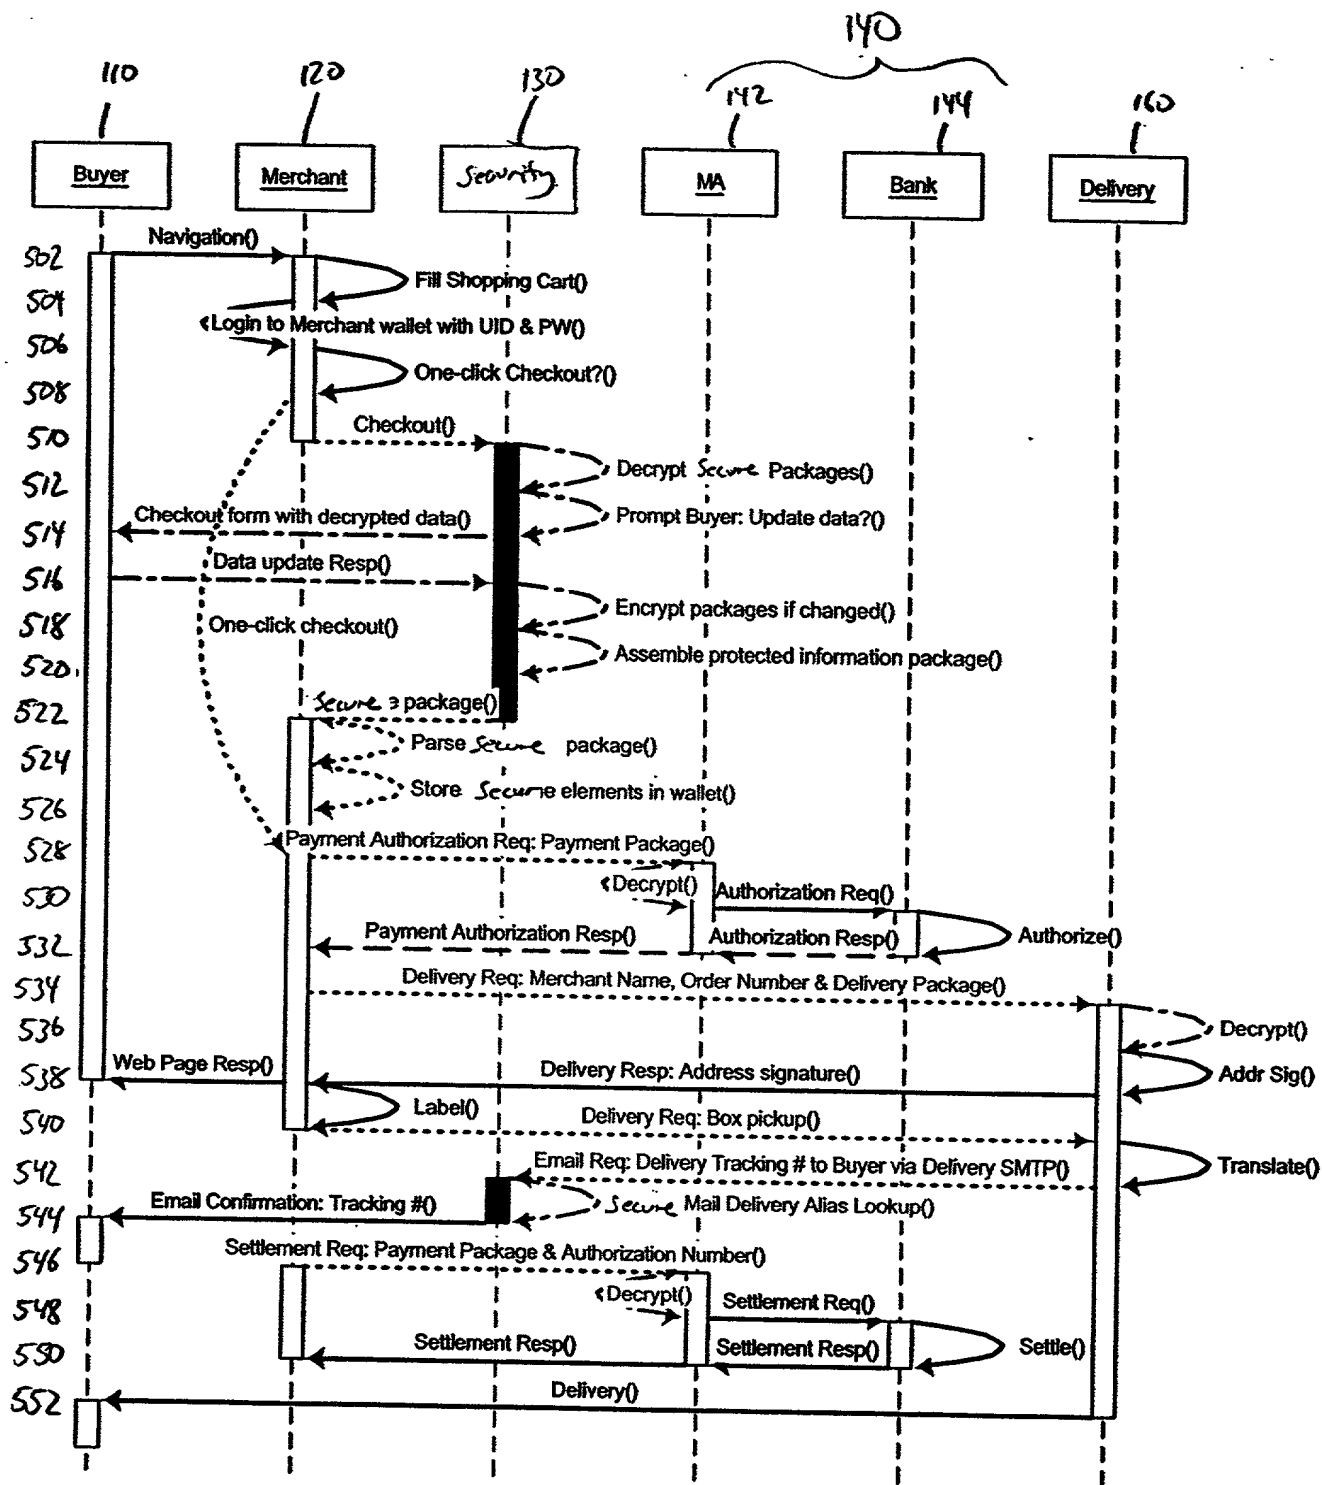 140
110 120 130 142 144 160
Buyer Merchant Security MA Bank Delivery
502 Navigation()
Fill Shopping Cart()
504
Login to Merchant wallet with UID & PW()
506
One-click Checkout?()
508
510 Checkout()
Decrypt Secure Packages()
512
Checkout form with decrypted data() Prompt Buyer: Update data?()
514
Data update Resp()
516
Encrypt packages if changed()
518 One-click checkout()
520 Assemble protected information package()
Secure package()
522
Parse Secure package()
524
Store Secure elements in wallet()
526
528 Payment Authorization Req: Payment Package()
Decrypt() Authorization Req()
530
Payment Authorization Resp() Authorization Resp() Authorize()
532
534 Delivery Req: Merchant Name, Order Number & Delivery Package()
536 Decrypt()
Web Page Resp() Delivery Resp: Address signature() Addr Sig()
538
Label() Delivery Req: Box pickup()
540
542 Email Req: Delivery Tracking # to Buyer via Delivery SMTP() Translate()
Email Confirmation: Tracking #() Secure Mail Delivery Alias Lookup()
544
546 Settlement Req: Payment Package & Authorization Number()
Decrypt() Settlement Req()
548
Settlement Resp() Settlement Resp() Settle()
550
552 Delivery()